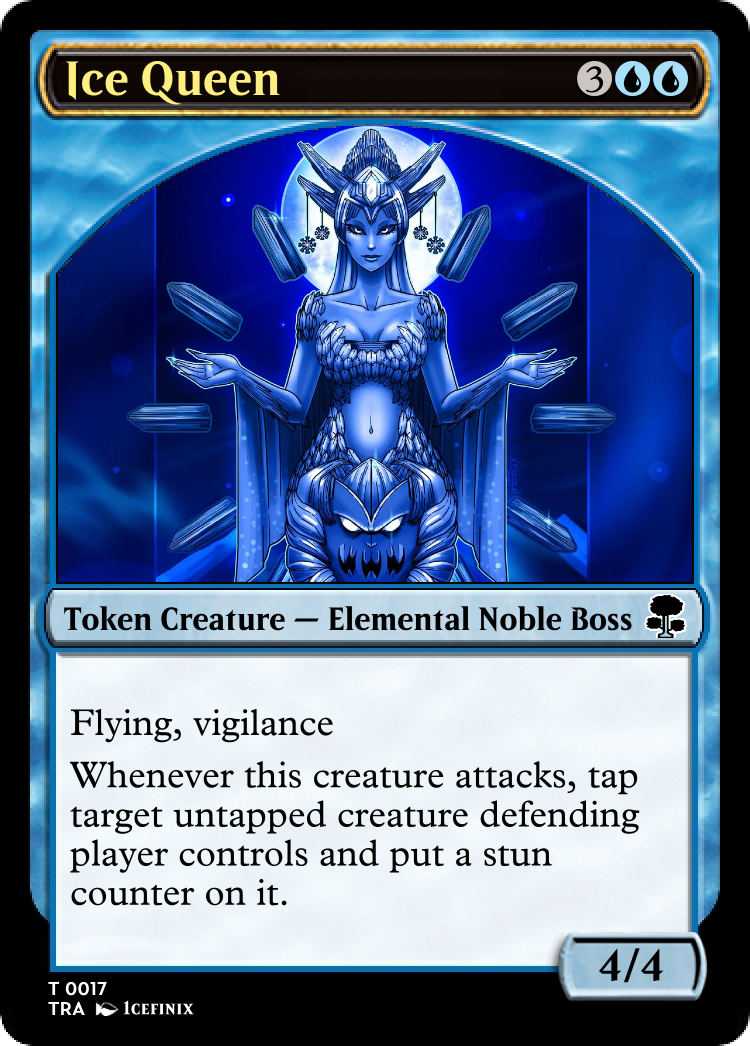 Ice Queen 3
Token Creature — Elemental Noble Boss
Flying, vigilance
Whenever this creature attacks, tap
target untapped creature defending
player controls and put a stun
counter on it.
4/4
T 0017
TRA Icefinix